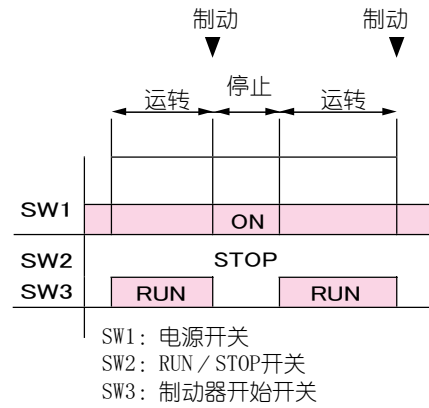 制动 制动
运转 停止 运转
SW1 ON
SW2 STOP
SW3 RUN RUN
SW1: 电源开关
SW2: RUN／STOP开关
SW3: 制动器开始开关